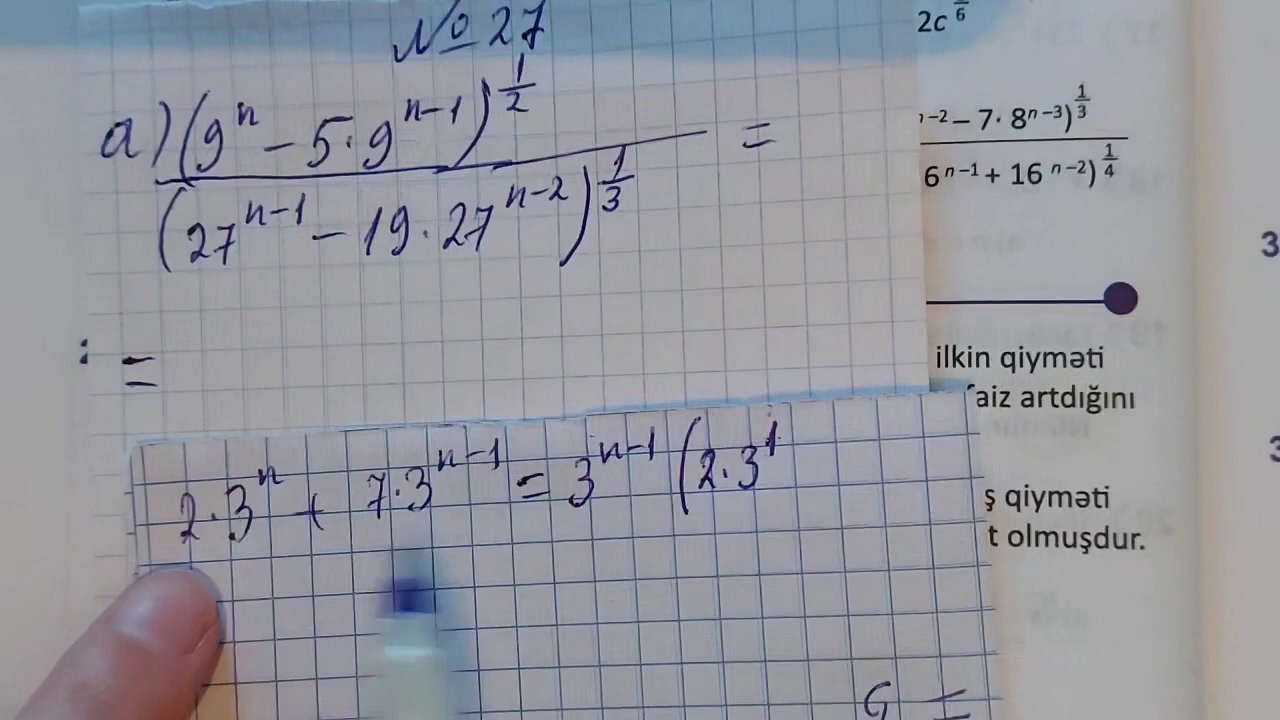 № 27
a) (9^n − 5·9^(n−1))^(1/2) =
(27^(n−1) − 19·27^(n−2))^(1/3)
=
2·3^n + 7·3^(n−1) = 3^(n−1) (2·3^1
2c^(‾6)
−2 − 7· 8^(n−3))^(1/3)
6^(n−1) + 16^(n−2))^(1/4)
ilkin qiyməti
faiz artdığını
ş qiyməti
t olmuşdur.
3
3